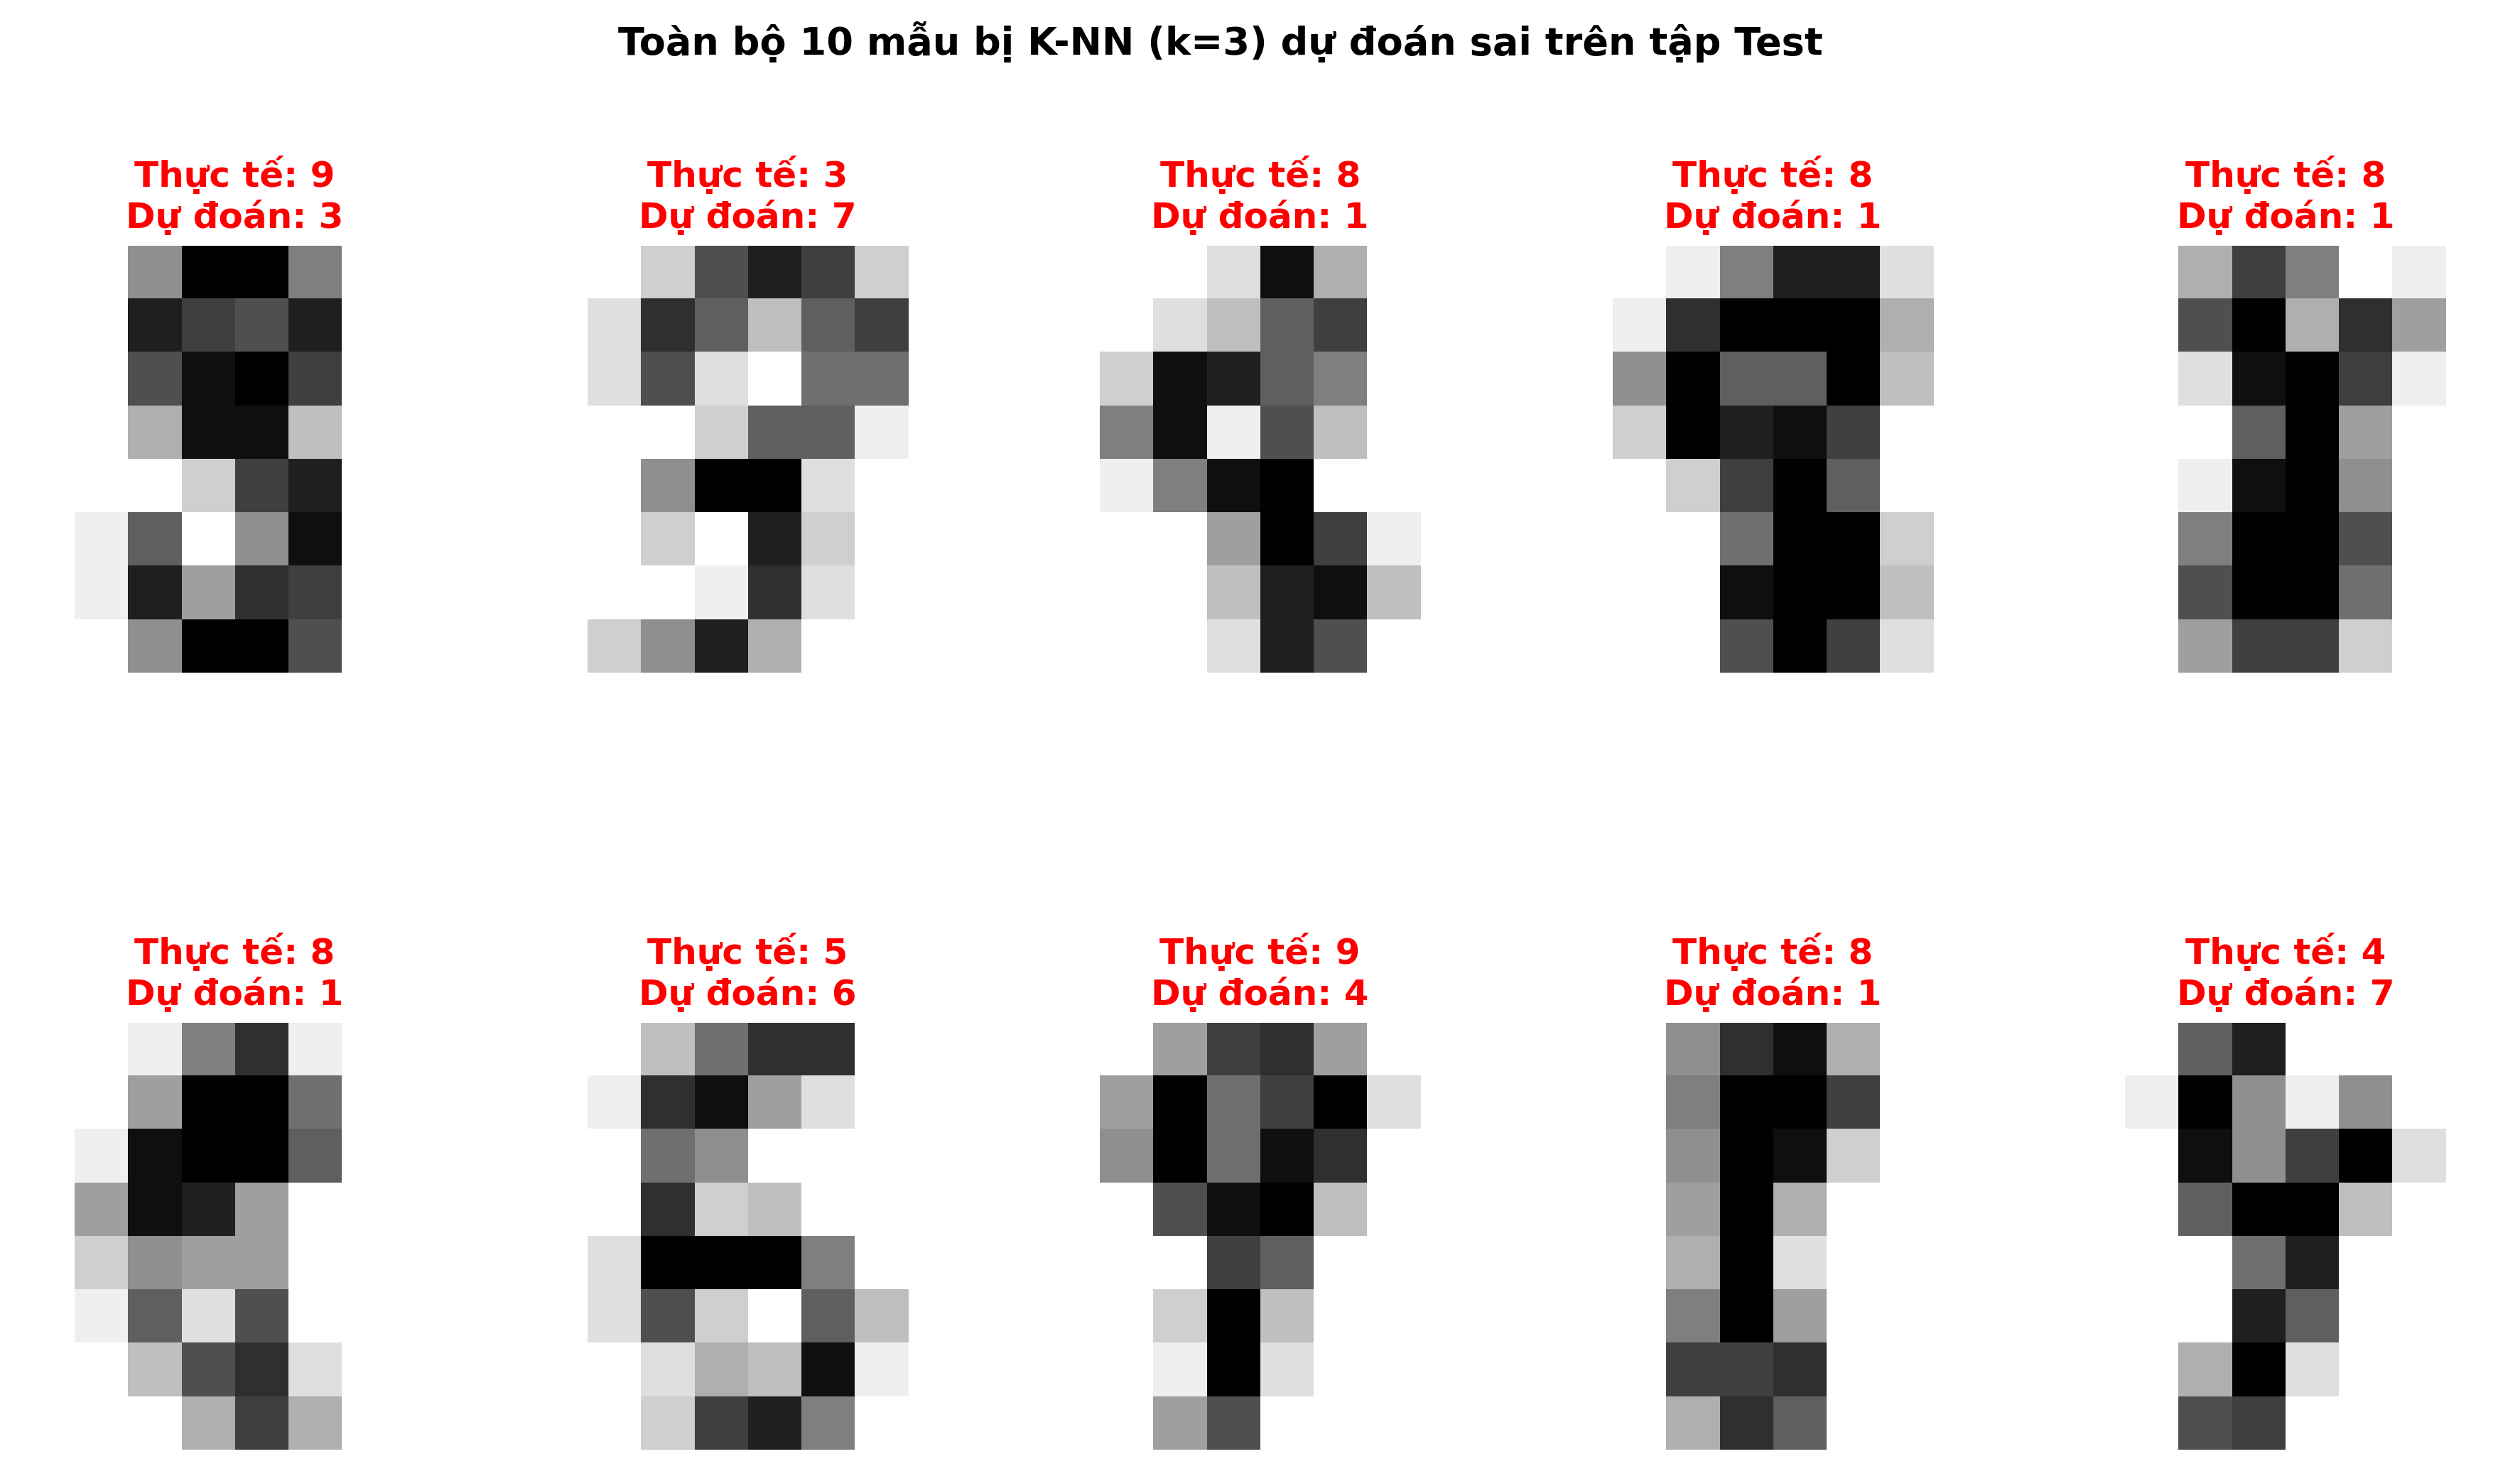 Toàn bộ 10 mẫu bị K-NN (k=3) dự đoán sai trên tập Test
Thực tế: 9
Dự đoán: 3
Thực tế: 3
Dự đoán: 7
Thực tế: 8
Dự đoán: 1
Thực tế: 8
Dự đoán: 1
Thực tế: 8
Dự đoán: 1
Thực tế: 8
Dự đoán: 1
Thực tế: 5
Dự đoán: 6
Thực tế: 9
Dự đoán: 4
Thực tế: 8
Dự đoán: 1
Thực tế: 4
Dự đoán: 7